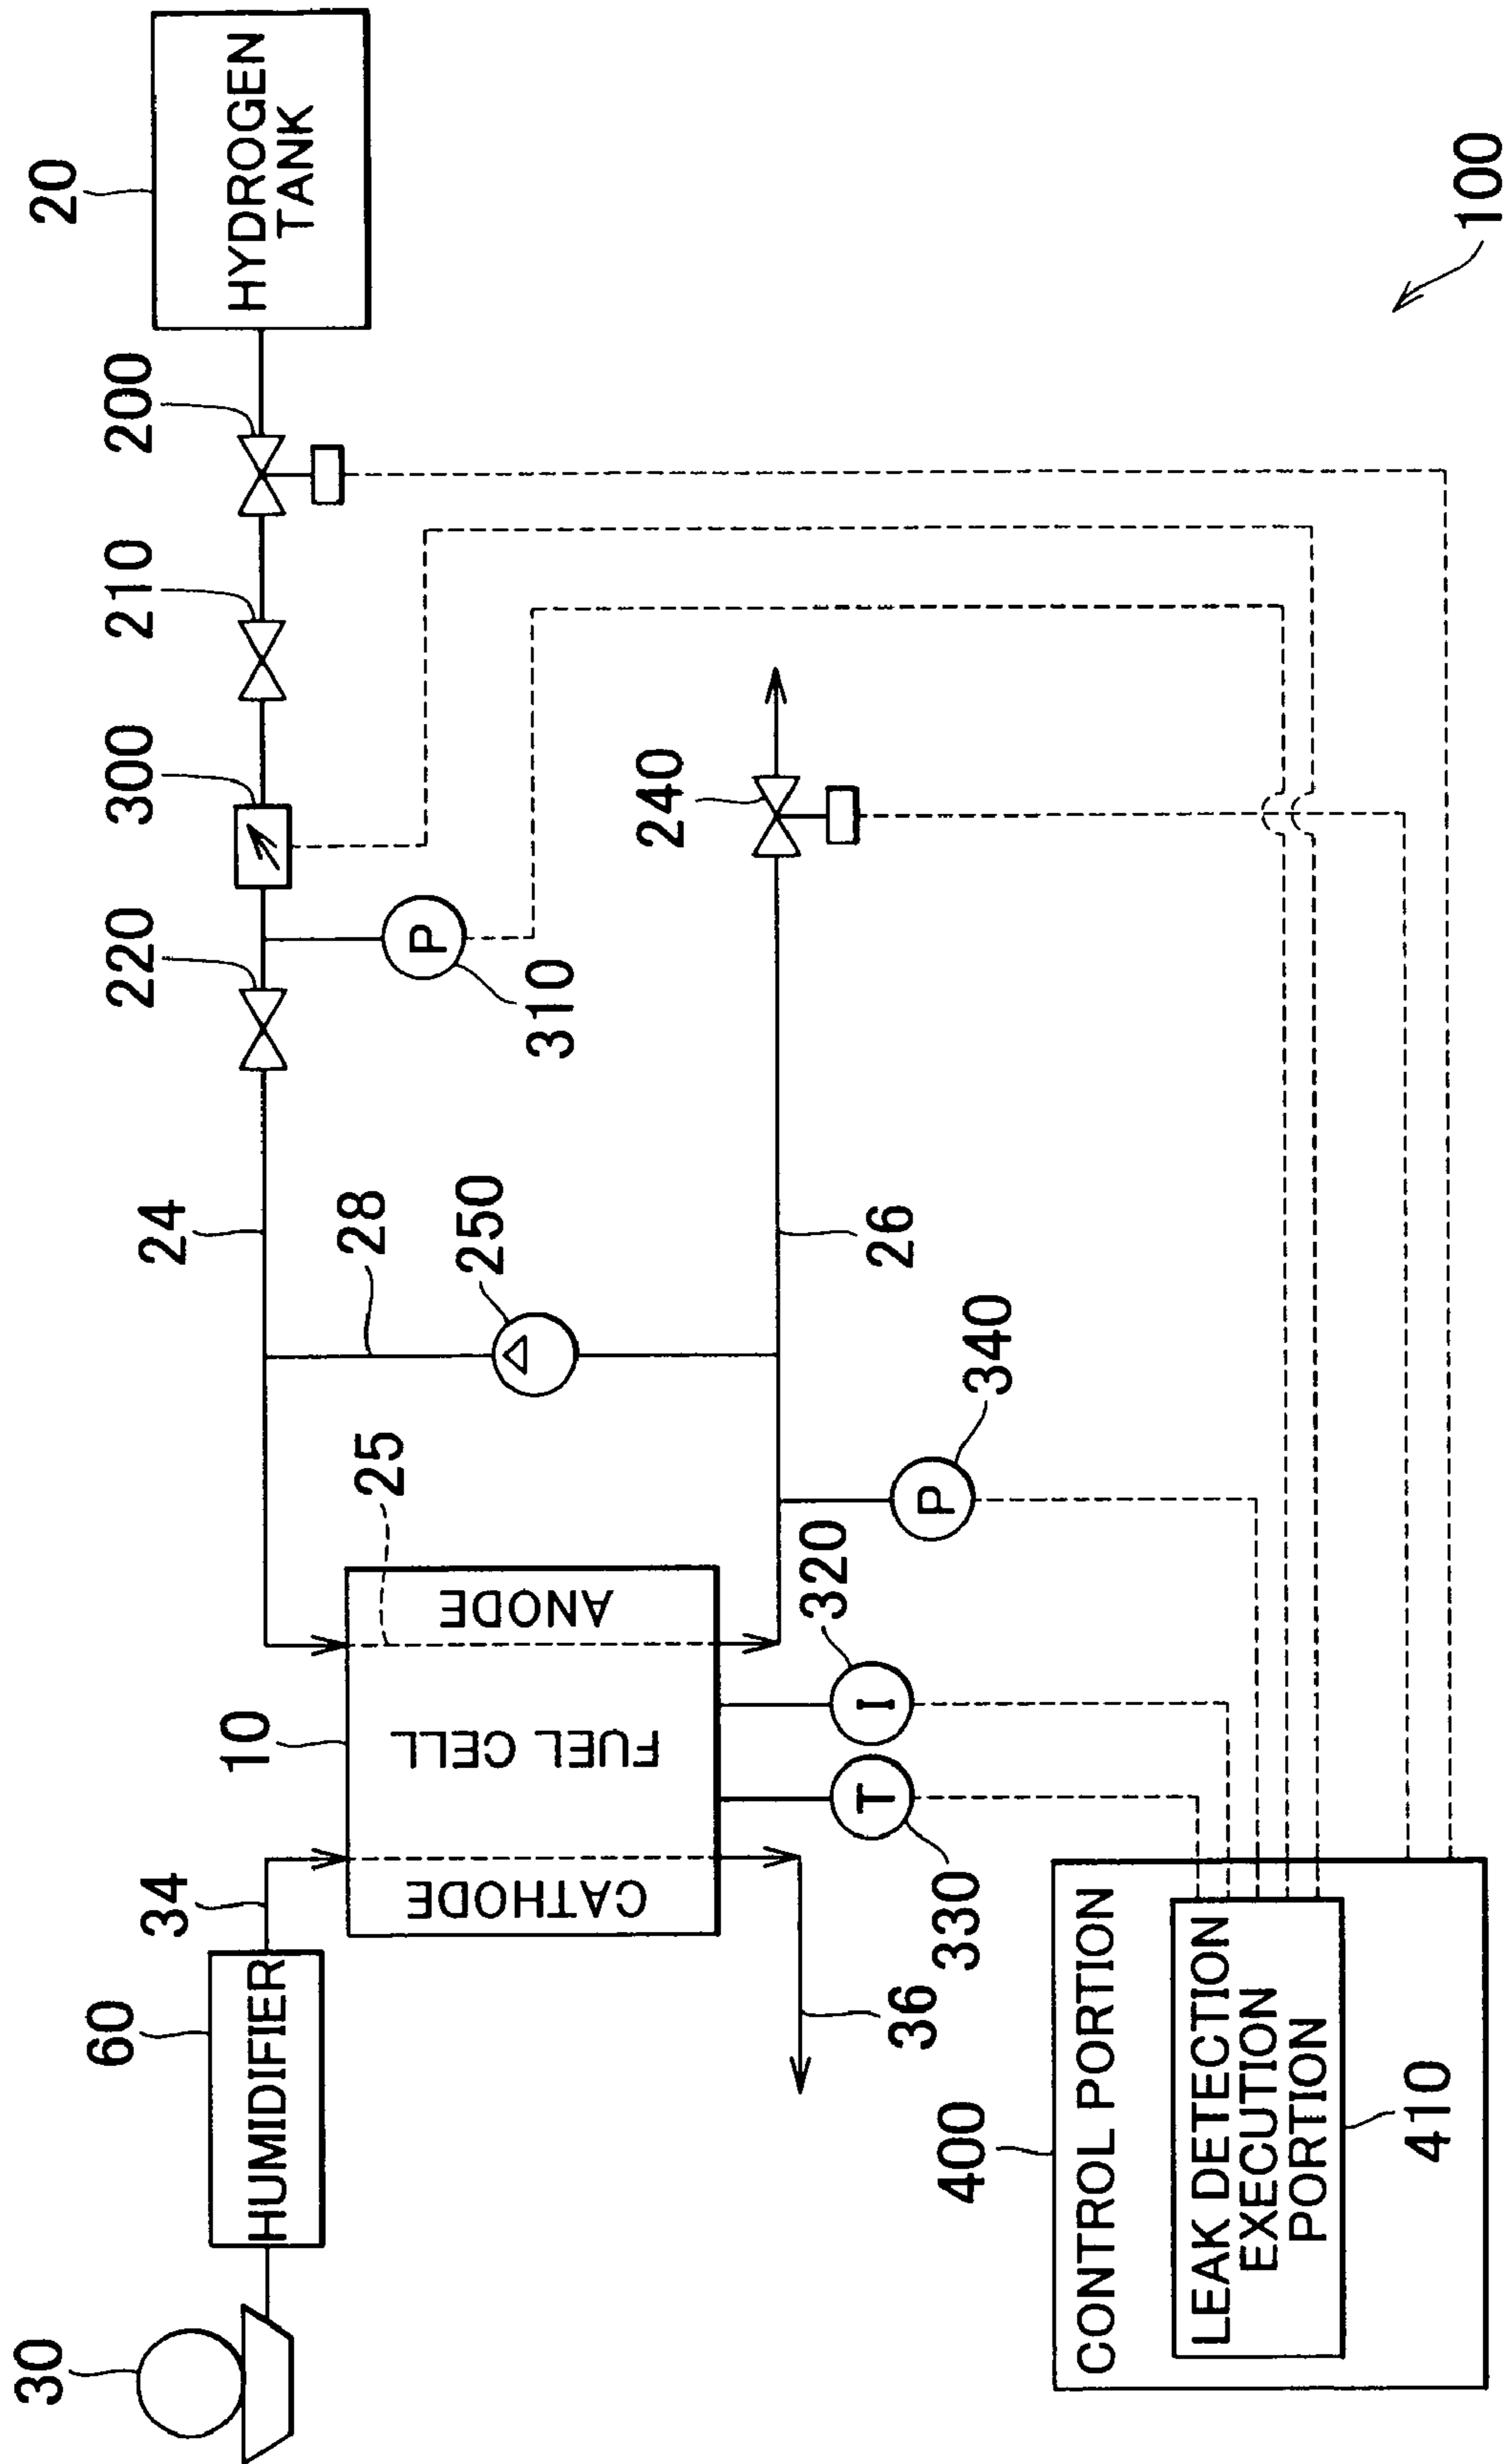 30
60
HUMIDIFIER
34
10
CATHODE
FUEL CELL
ANODE
25
24
28
250
220
300
210
200
20
HYDROGEN
TANK
P
310
240
26
P
340
I
320
T
330
36
400
CONTROL PORTION
LEAK DETECTION
EXECUTION
PORTION
410
100